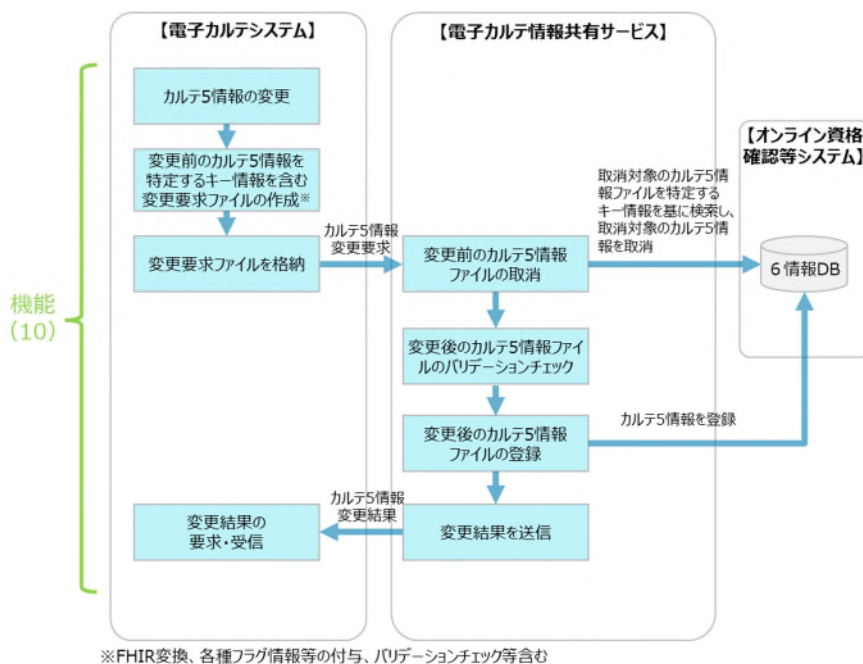 【電子カルテシステム】
【電子カルテ情報共有サービス】
【オンライン資格
確認等システム】
機能
(10)
カルテ5情報の変更
変更前のカルテ5情報を
特定するキー情報を含む
変更要求ファイルの作成※
変更要求ファイルを格納
カルテ5情報
変更要求
変更前のカルテ5情報
ファイルの取消
取消対象のカルテ5情
報ファイルを特定する
キー情報を基に検索し、
取消対象のカルテ5情
報を取消
6情報DB
変更後のカルテ5情報ファイ
ルのバリデーションチェック
変更後のカルテ5情報
ファイルの登録
カルテ5情報を登録
変更結果を送信
カルテ5情報
変更結果
変更結果の
要求・受信
※FHIR変換、各種フラグ情報等の付与、バリデーションチェック等含む